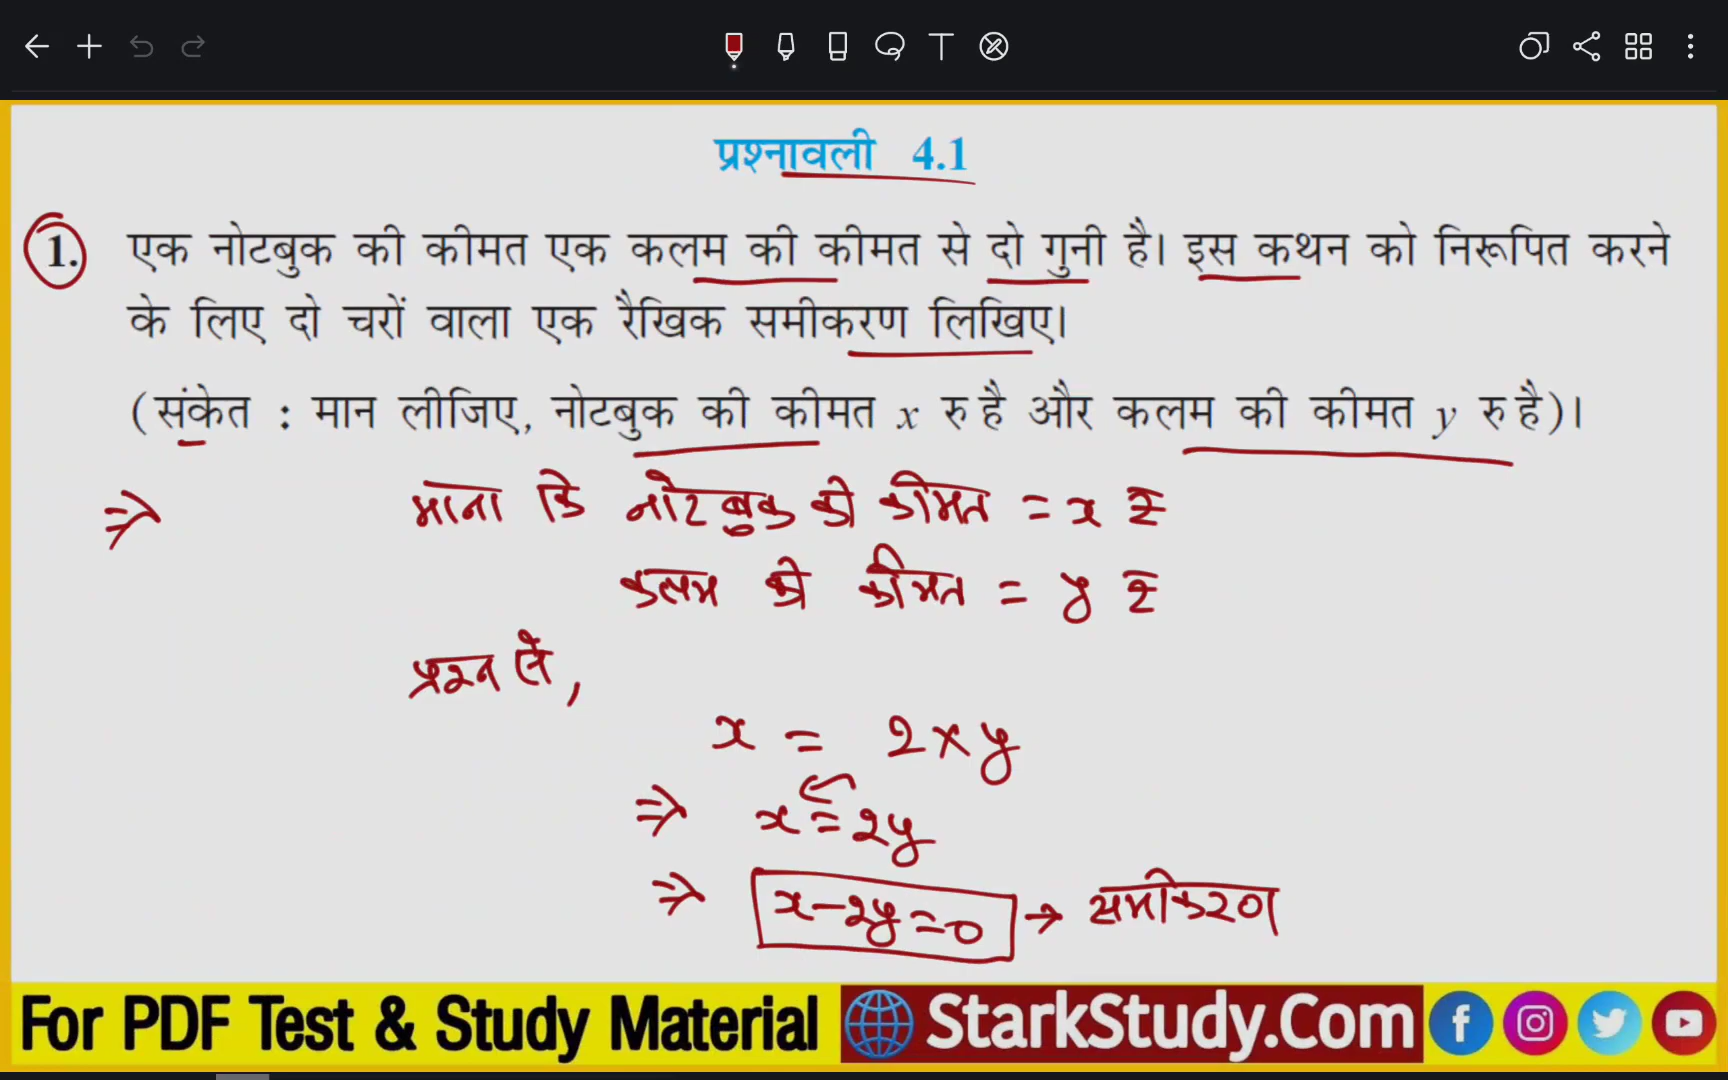 प्रश्नावली 4.1
1. एक नोटबुक की कीमत एक कलम की कीमत से दो गुनी है। इस कथन को निरूपित करने
के लिए दो चरों वाला एक रैखिक समीकरण लिखिए।
(संकेत : मान लीजिए, नोटबुक की कीमत x रु है और कलम की कीमत y रु है)।
⇒ माना कि नोटबुक की कीमत = x ₹
कलम की कीमत = y ₹
प्रश्न से,
x = 2×y
⇒ x = 2y
⇒ x-2y=0 → समीकरण
For PDF Test & Study Material StarkStudy.Com